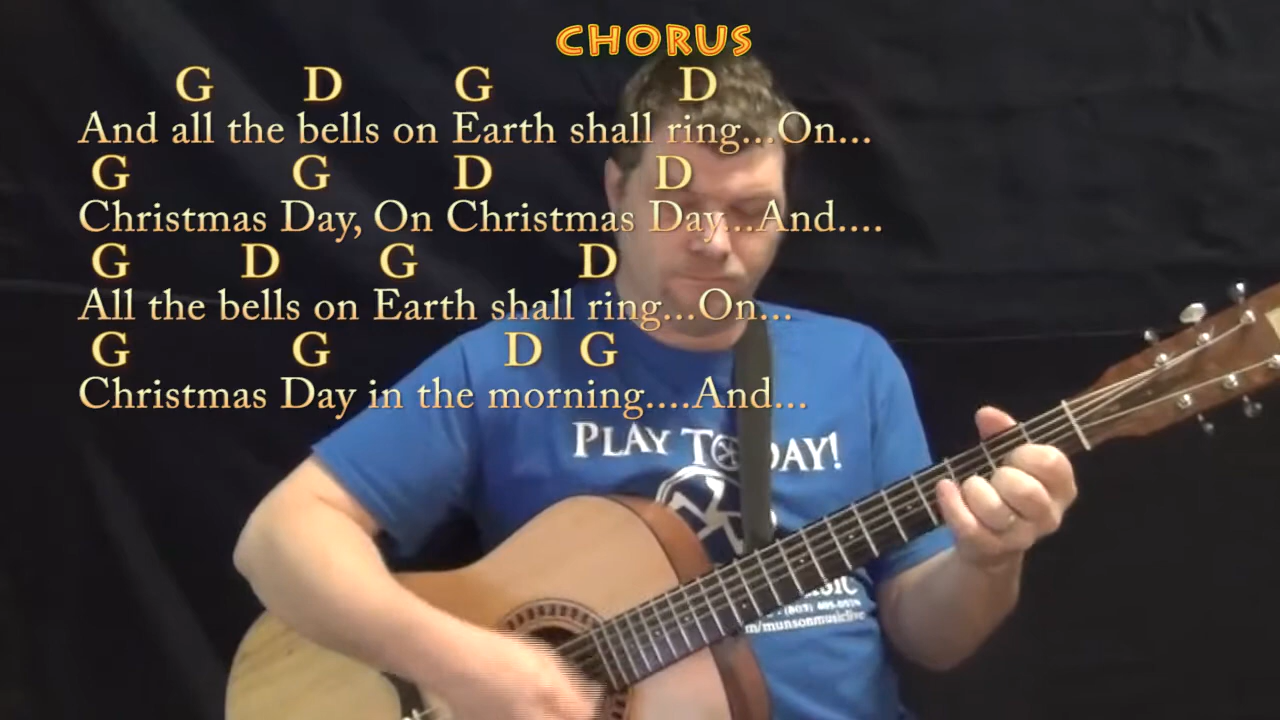 CHORUS
G D G D
And all the bells on Earth shall ring...On...
G G D D
Christmas Day, On Christmas Day...And....
G D G D
All the bells on Earth shall ring...On...
G G D G
Christmas Day in the morning....And...
PLAY TODAY!
m/munsonmusiclive